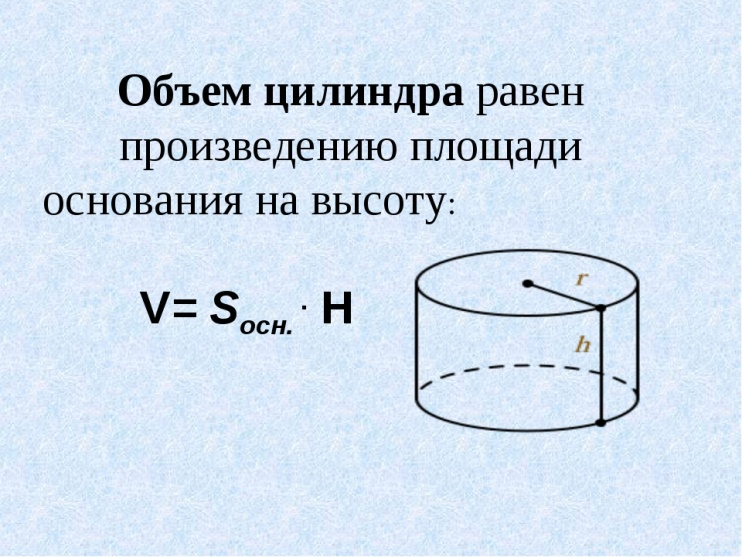 Объем цилиндра равен
произведению площади
основания на высоту:
V= Sосн. · H
r
h